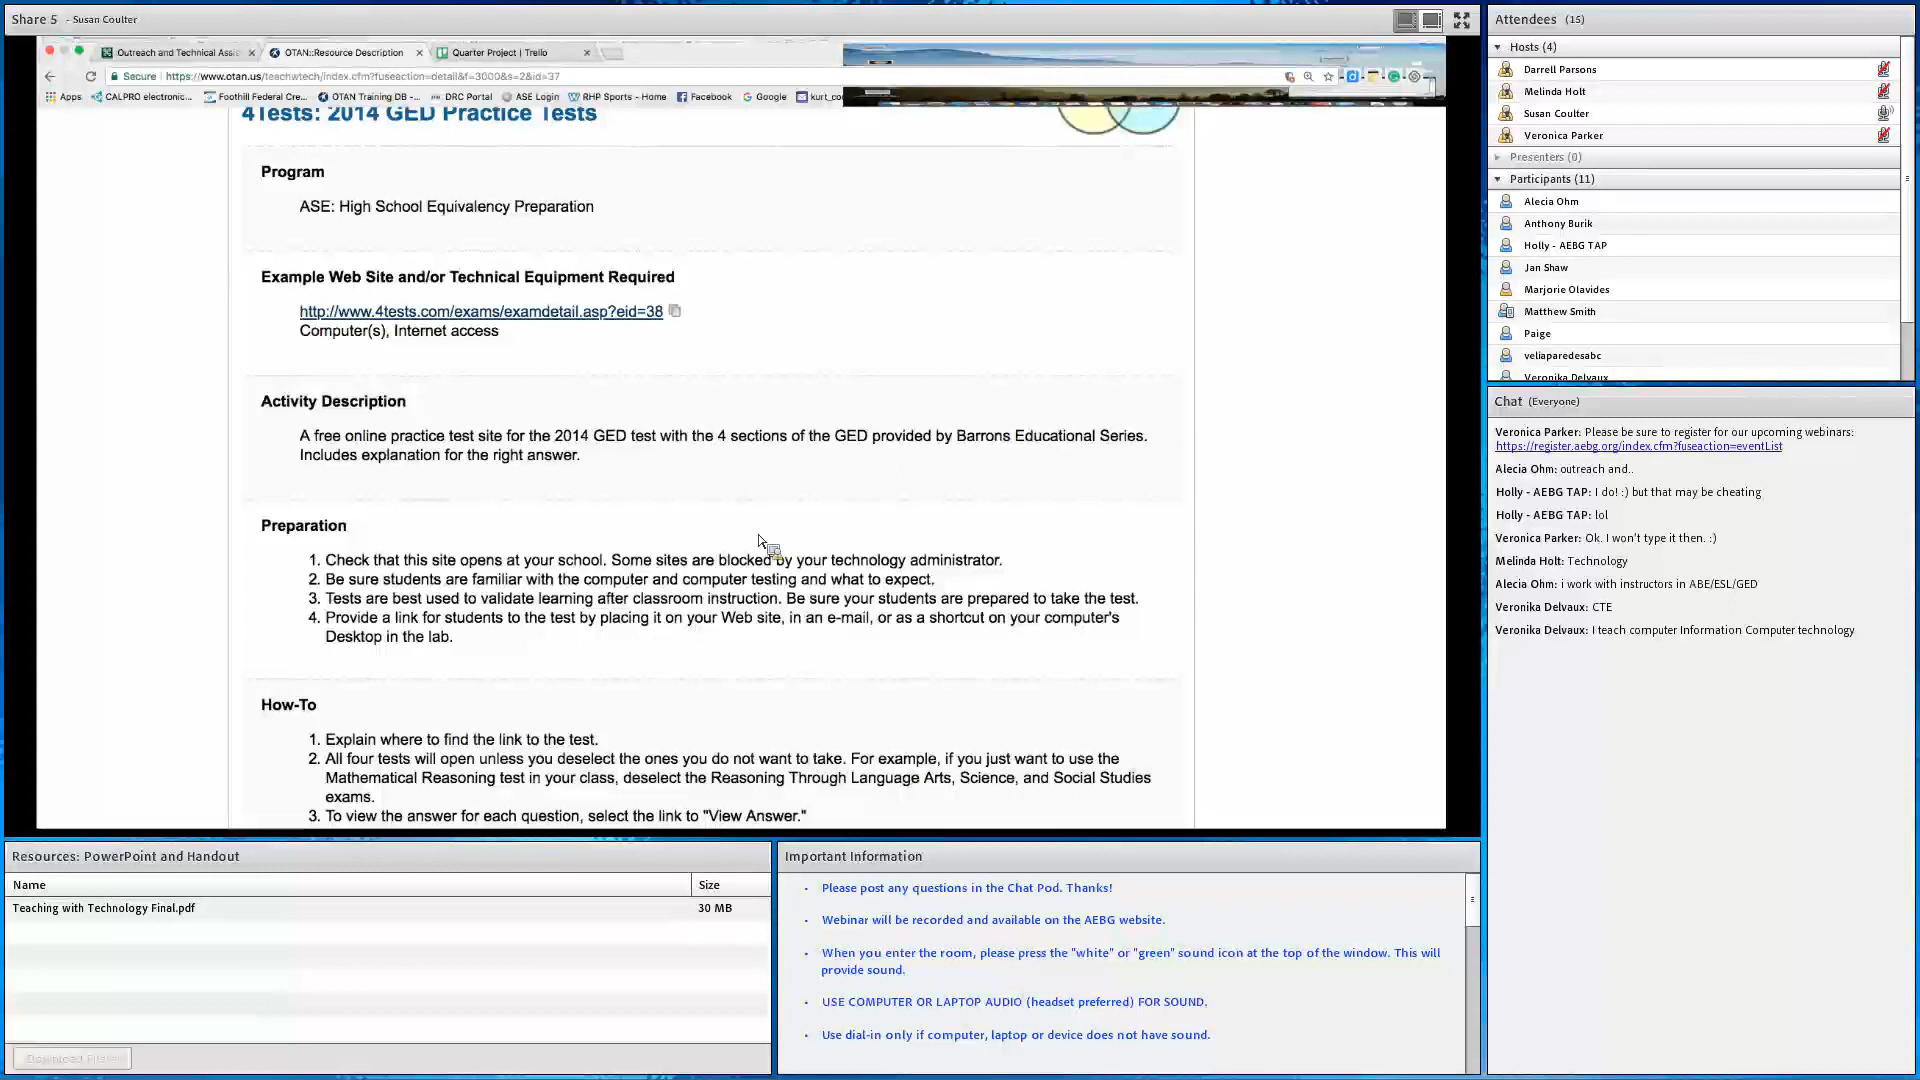 Share 5 - Susan Coulter
Outreach and Technical Assi
OTAN::Resource Description
Quarter Project | Trello
Secure
https://www.otan.us/teachwtech/index.cfm?fuseaction=detail&f=3000&s=2&id=37
Apps
CALPRO electronic...
Foothill Federal Cre...
OTAN Training DB -...
DRC Portal
ASE Login
RHP Sports - Home
Facebook
Google
kurt_co
4Tests: 2014 GED Practice Tests
Program
ASE: High School Equivalency Preparation
Example Web Site and/or Technical Equipment Required
http://www.4tests.com/exams/examdetail.asp?eid=38
Computer(s), Internet access
Activity Description
A free online practice test site for the 2014 GED test with the 4 sections of the GED provided by Barrons Educational Series.
Includes explanation for the right answer.
Preparation
1. Check that this site opens at your school. Some sites are blocked by your technology administrator.
2. Be sure students are familiar with the computer and computer testing and what to expect.
3. Tests are best used to validate learning after classroom instruction. Be sure your students are prepared to take the test.
4. Provide a link for students to the test by placing it on your Web site, in an e-mail, or as a shortcut on your computer's
Desktop in the lab.
How-To
1. Explain where to find the link to the test.
2. All four tests will open unless you deselect the ones you do not want to take. For example, if you just want to use the
Mathematical Reasoning test in your class, deselect the Reasoning Through Language Arts, Science, and Social Studies
exams.
3. To view the answer for each question, select the link to "View Answer."
Attendees (15)
Hosts (4)
Darrell Parsons
Melinda Holt
Susan Coulter
Veronica Parker
Presenters (0)
Participants (11)
Alecia Ohm
Anthony Burik
Holly - AEBG TAP
Jan Shaw
Marjorie Olavides
Matthew Smith
Paige
veliaparedesabc
Veronika Delvaux
Chat (Everyone)
Veronica Parker: Please be sure to register for our upcoming webinars:
https://register.aebg.org/index.cfm?fuseaction=eventList
Alecia Ohm: outreach and..
Holly - AEBG TAP: I do! :) but that may be cheating
Holly - AEBG TAP: lol
Veronica Parker: Ok. I won't type it then. :)
Melinda Holt: Technology
Alecia Ohm: i work with instructors in ABE/ESL/GED
Veronika Delvaux: CTE
Veronika Delvaux: I teach computer Information Computer technology
Resources: PowerPoint and Handout
Name
Size
Teaching with Technology Final.pdf
30 MB
Important Information
• Please post any questions in the Chat Pod. Thanks!
• Webinar will be recorded and available on the AEBG website.
• When you enter the room, please press the "white" or "green" sound icon at the top of the window. This will
provide sound.
• USE COMPUTER OR LAPTOP AUDIO (headset preferred) FOR SOUND.
• Use dial-in only if computer, laptop or device does not have sound.